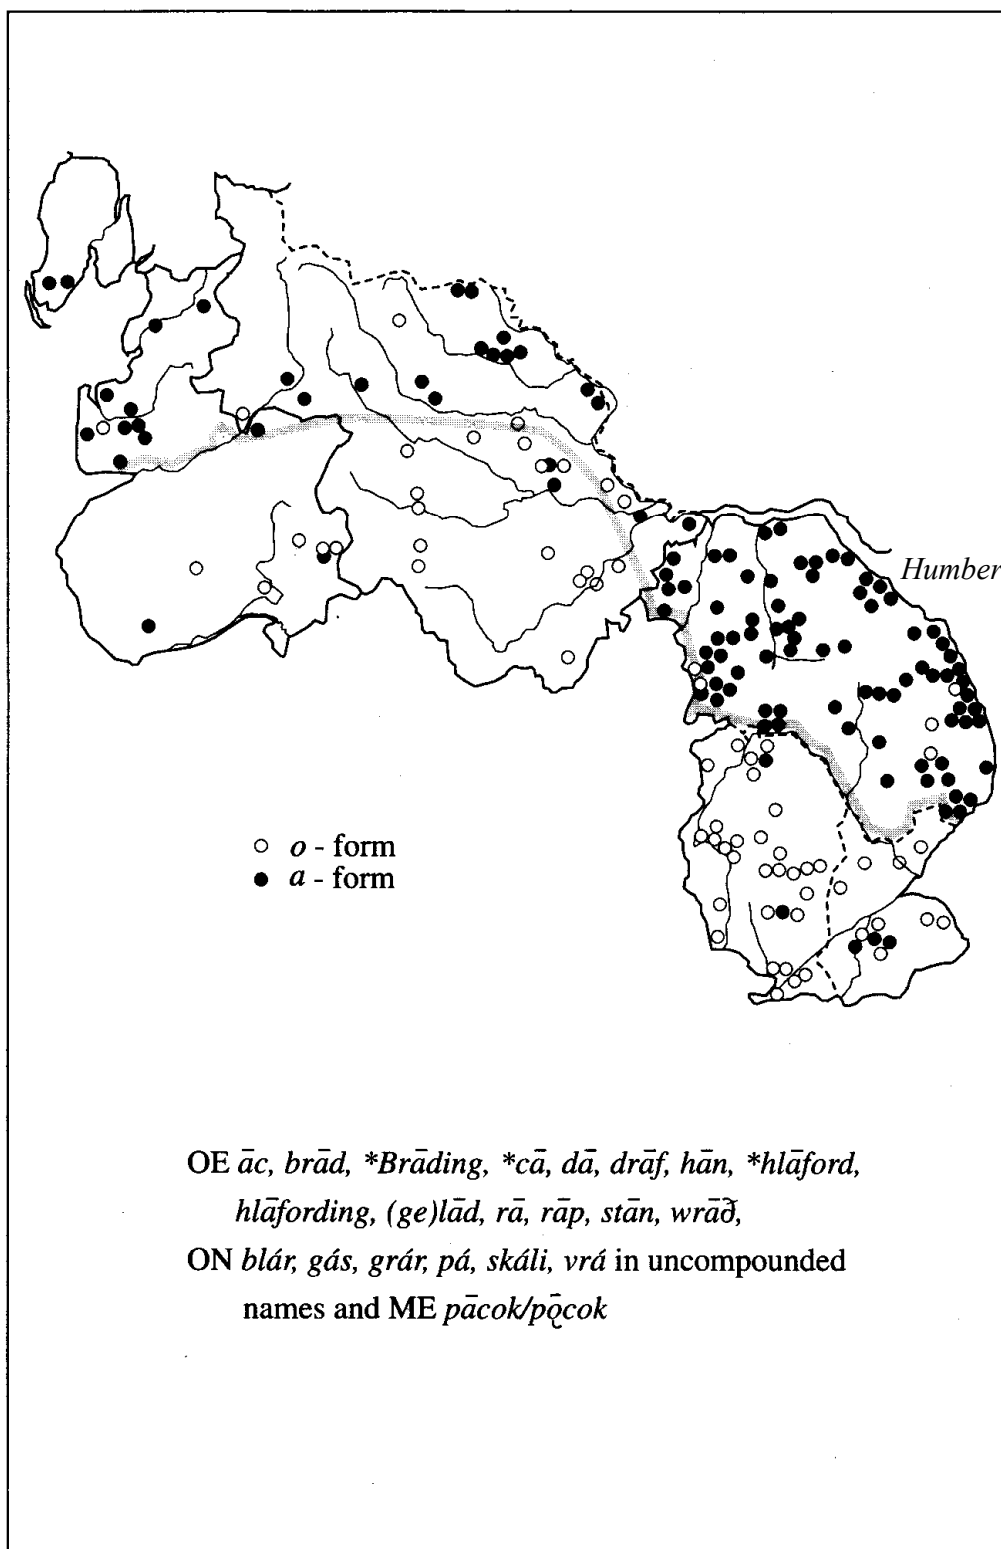 Humber
o - form
a - form
OE āc, brād, *Brāding, *cā, dā, drāf, hān, *hlāford,
hlāfording, (ge)lād, rā, rāp, stān, wrāð,
ON blár, gás, grár, pá, skáli, vrá in uncompounded
names and ME pācok/pǭcok